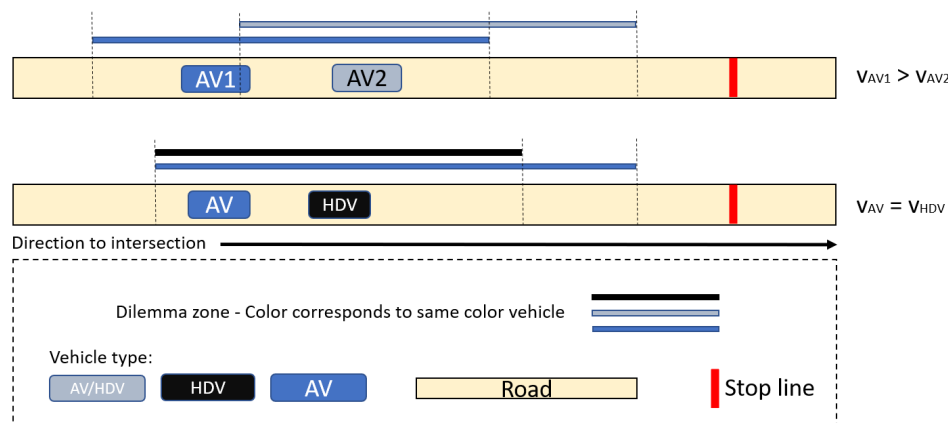 AV1 AV2 VAV1 > VAV2
AV HDV VAV = VHDV
Direction to intersection
Dilemma zone - Color corresponds to same color vehicle
Vehicle type:
AV/HDV HDV AV Road Stop line